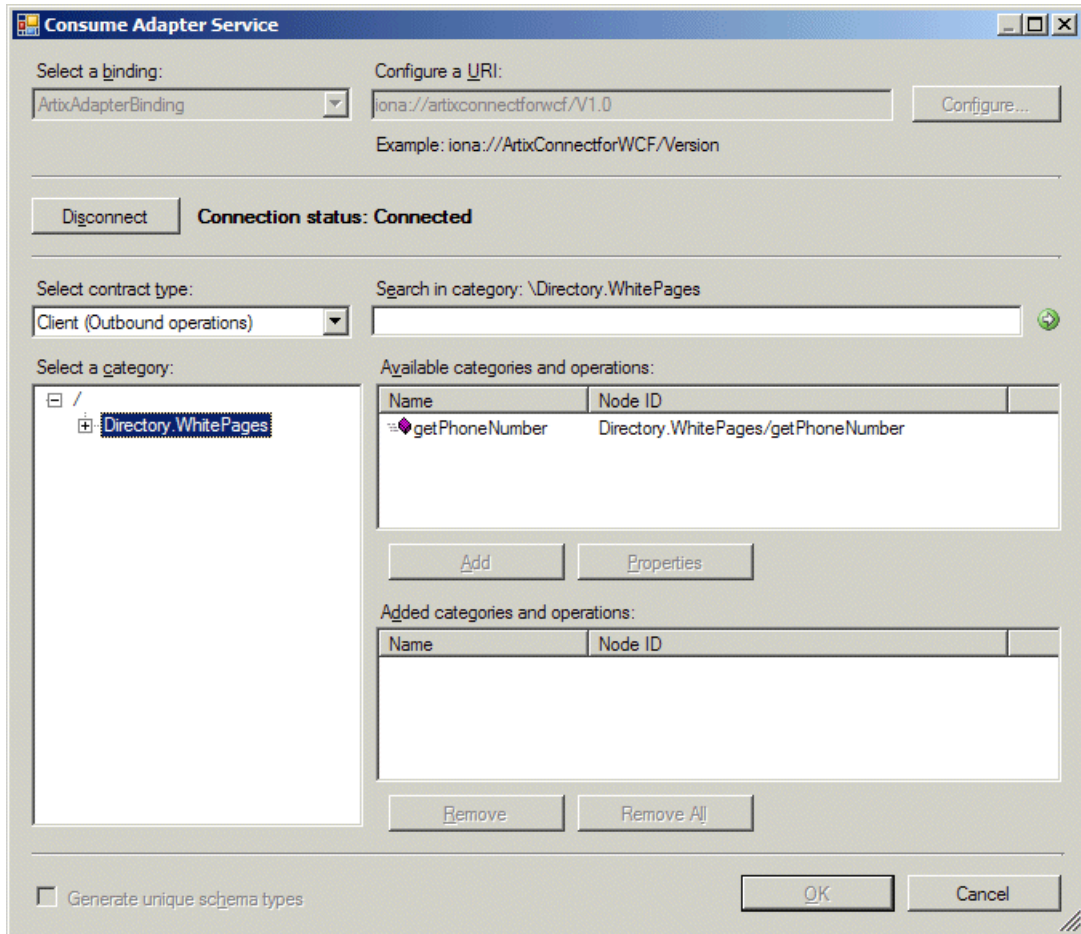 Consume Adapter Service
Select a binding:
Configure a URI:
ArtixAdapterBinding
iona://artixconnectforwcf/V1.0
Configure...
Example: iona://ArtixConnectforWCF/Version
Disconnect
Connection status: Connected
Select contract type:
Search in category: \Directory.WhitePages
Client (Outbound operations)
Select a category:
Available categories and operations:
/
Directory.WhitePages
Name Node ID
getPhoneNumber Directory.WhitePages/getPhoneNumber
Add
Properties
Added categories and operations:
Name Node ID
Remove
Remove All
Generate unique schema types
OK
Cancel